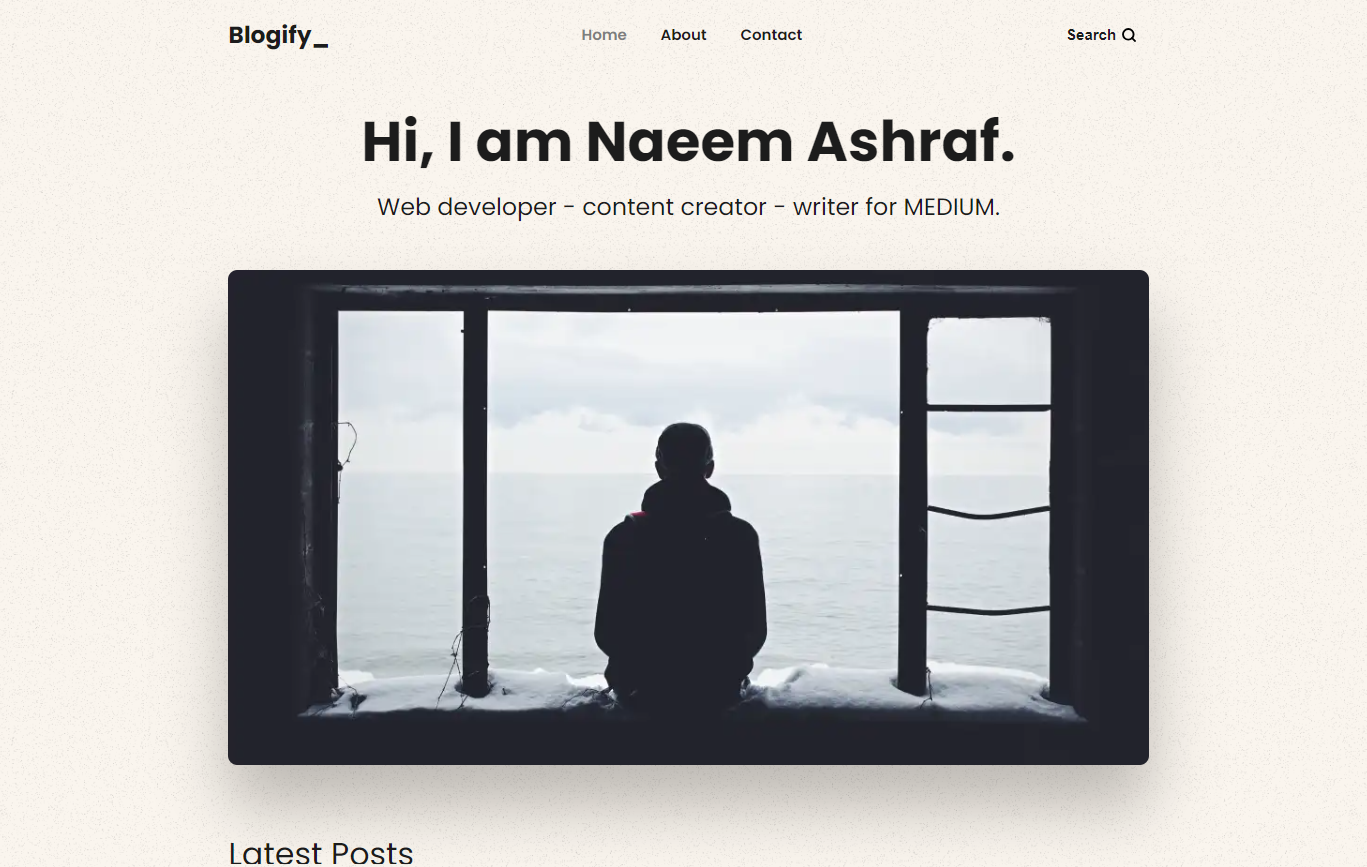 Blogify_
Home About Contact
Search
Hi, I am Naeem Ashraf.
Web developer - content creator - writer for MEDIUM.
Latest Posts